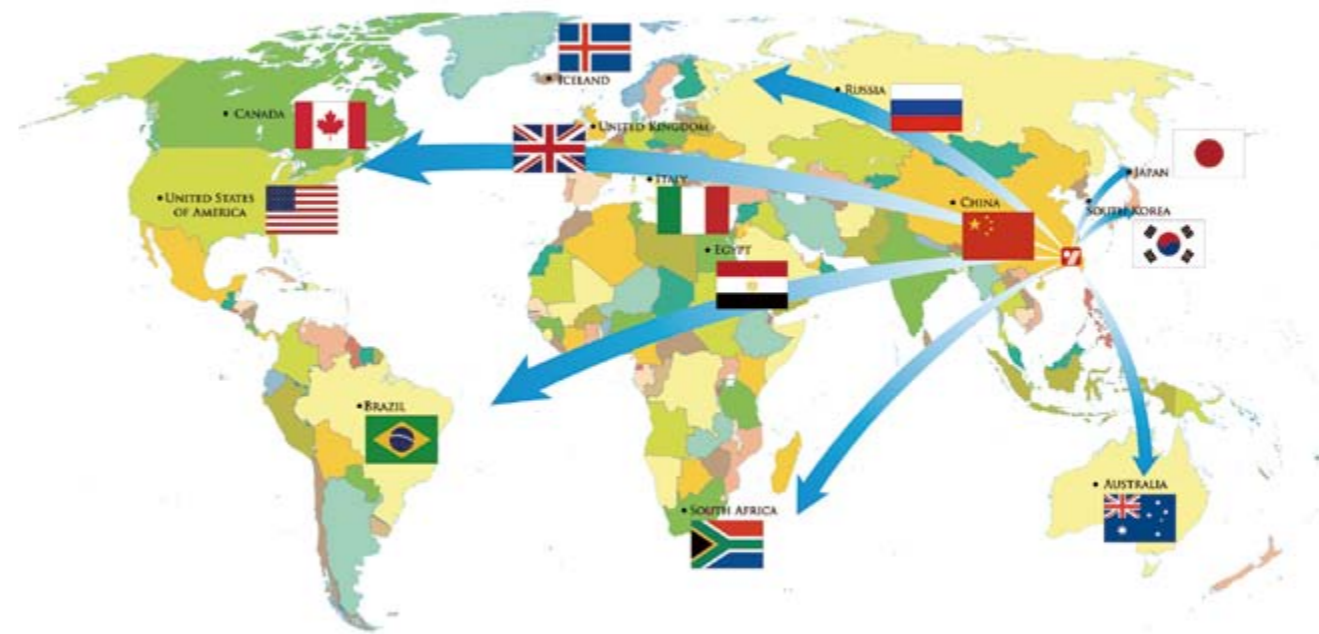 ICELAND
RUSSIA
CANADA
UNITED KINGDOM
JAPAN
ITALY
UNITED STATES
OF AMERICA
CHINA
SOUTH KOREA
EGYPT
BRAZIL
AUSTRALIA
SOUTH AFRICA